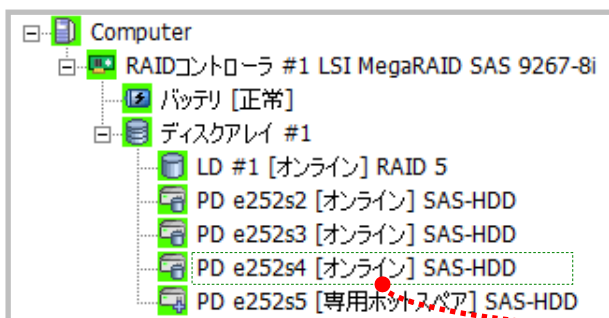 Computer
RAIDコントローラ #1 LSI MegaRAID SAS 9267-8i
バッテリ [正常]
ディスクアレイ #1
LD #1 [オンライン] RAID 5
PD e252s2 [オンライン] SAS-HDD
PD e252s3 [オンライン] SAS-HDD
PD e252s4 [オンライン] SAS-HDD
PD e252s5 [専用ホットスペア] SAS-HDD